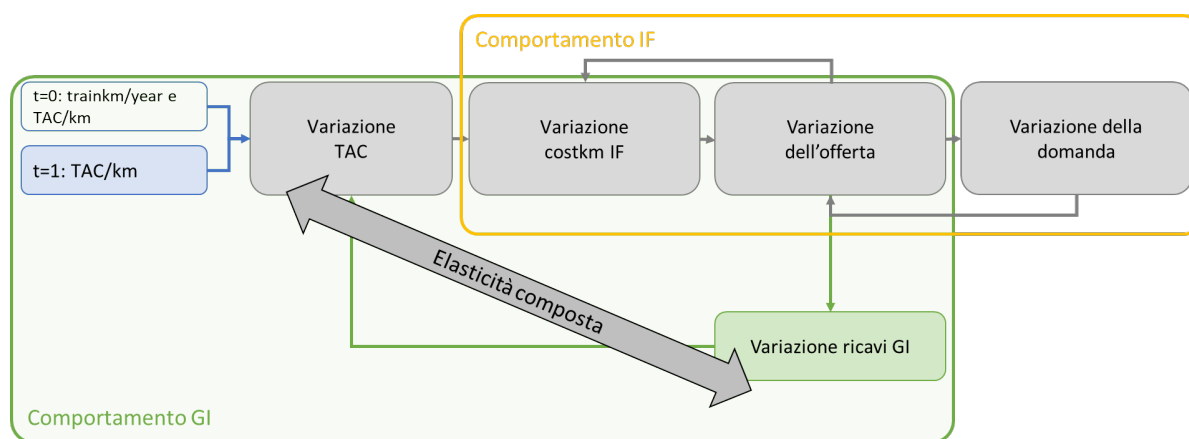 Comportamento IF
t=0: trainkm/year e
TAC/km
t=1: TAC/km
Variazione
TAC
Variazione
costkm IF
Variazione
dell'offerta
Variazione della
domanda
Elasticità composta
Variazione ricavi GI
Comportamento GI